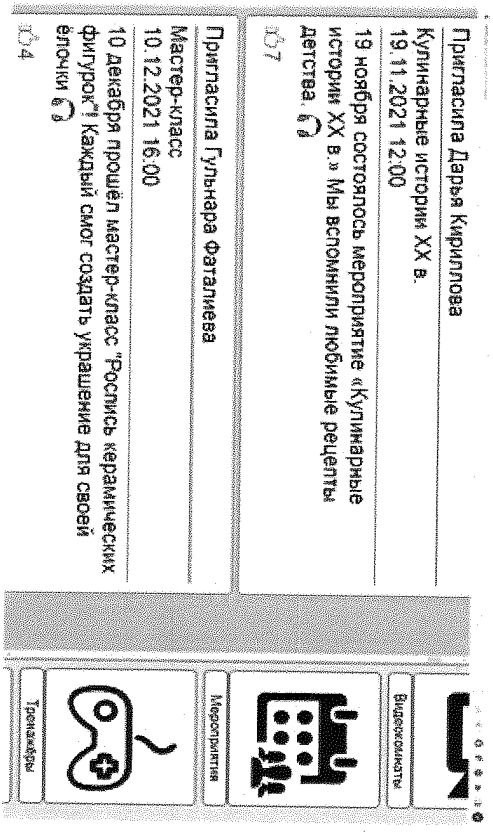 Пригласила Дарья Кириллова
Кулинарные истории XX в.
19.11.2021 12:00
19 ноября состоялось мероприятие «Кулинарные
истории XX в.» Мы вспомнили любимые рецепты
детства.
7
Пригласила Гульнара Фаталиева
Мастер-класс
10.12.2021 16:00
10 декабря прошёл мастер-класс "Роспись керамических
фигурок"! Каждый смог создать украшение для своей
ёлочки
4
Видеокомнаты
Мероприятия
Тренажёры